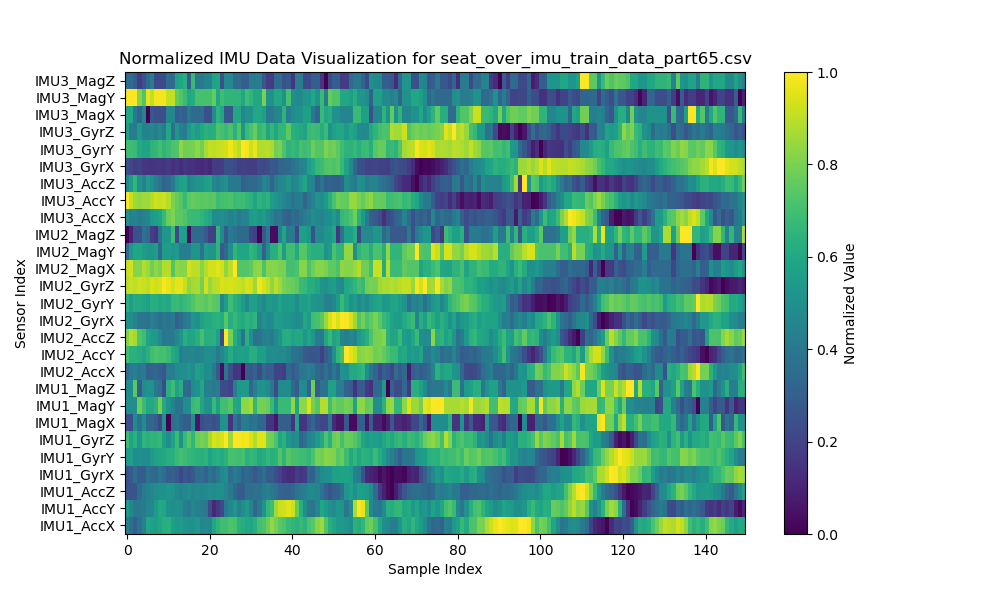 Normalized IMU Data Visualization for seat_over_imu_train_data_part65.csv
IMU3_MagZ
IMU3_MagY
IMU3_MagX
IMU3_GyrZ
IMU3_GyrY
IMU3_GyrX
IMU3_AccZ
IMU3_AccY
IMU3_AccX
IMU2_MagZ
IMU2_MagY
IMU2_MagX
IMU2_GyrZ
IMU2_GyrY
IMU2_GyrX
IMU2_AccZ
IMU2_AccY
IMU2_AccX
IMU1_MagZ
IMU1_MagY
IMU1_MagX
IMU1_GyrZ
IMU1_GyrY
IMU1_GyrX
IMU1_AccZ
IMU1_AccY
IMU1_AccX
Sensor Index
0 20 40 60 80 100 120 140
Sample Index
1.0
0.8
0.6
0.4
0.2
0.0
Normalized Value